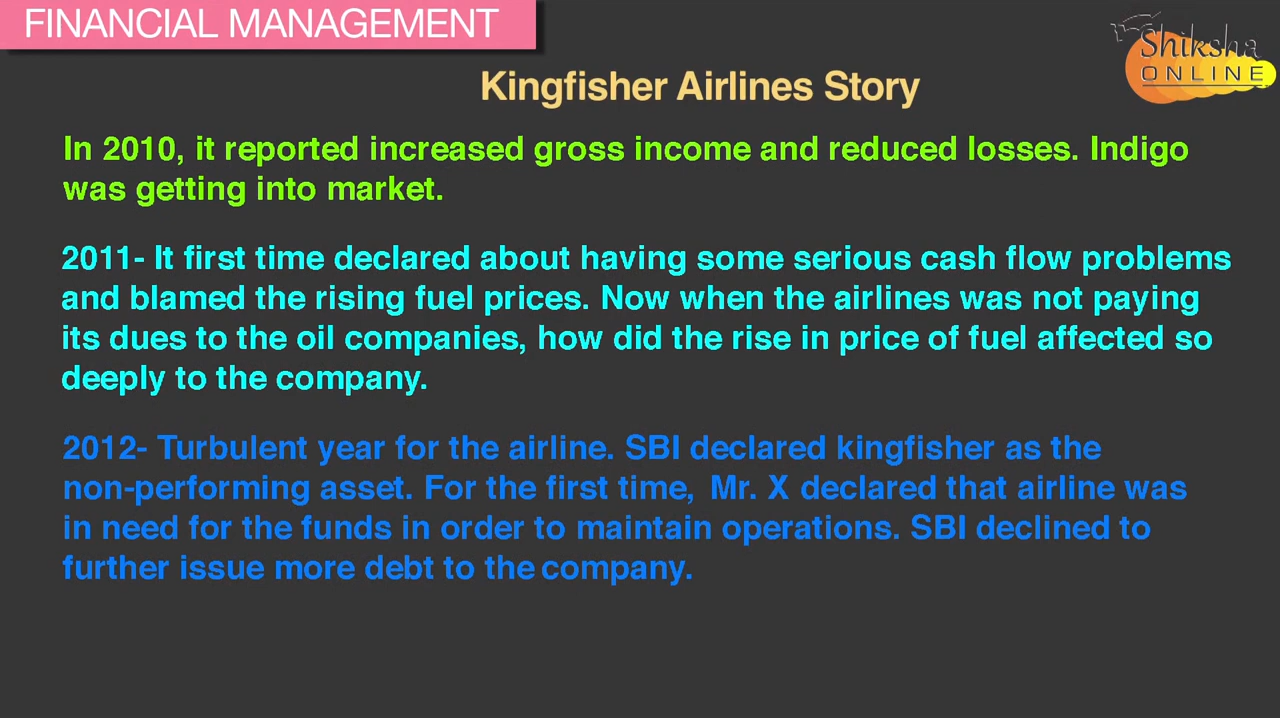 FINANCIAL MANAGEMENT
Shiksha
ONLINE
Kingfisher Airlines Story
In 2010, it reported increased gross income and reduced losses. Indigo
was getting into market.
2011- It first time declared about having some serious cash flow problems
and blamed the rising fuel prices. Now when the airlines was not paying
its dues to the oil companies, how did the rise in price of fuel affected so
deeply to the company.
2012- Turbulent year for the airline. SBI declared kingfisher as the
non-performing asset. For the first time, Mr. X declared that airline was
in need for the funds in order to maintain operations. SBI declined to
further issue more debt to the company.